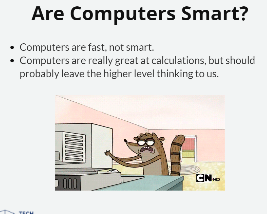 Are Computers Smart?
• Computers are fast, not smart.
• Computers are really great at calculations, but should
probably leave the higher level thinking to us.
CN HD
TECH